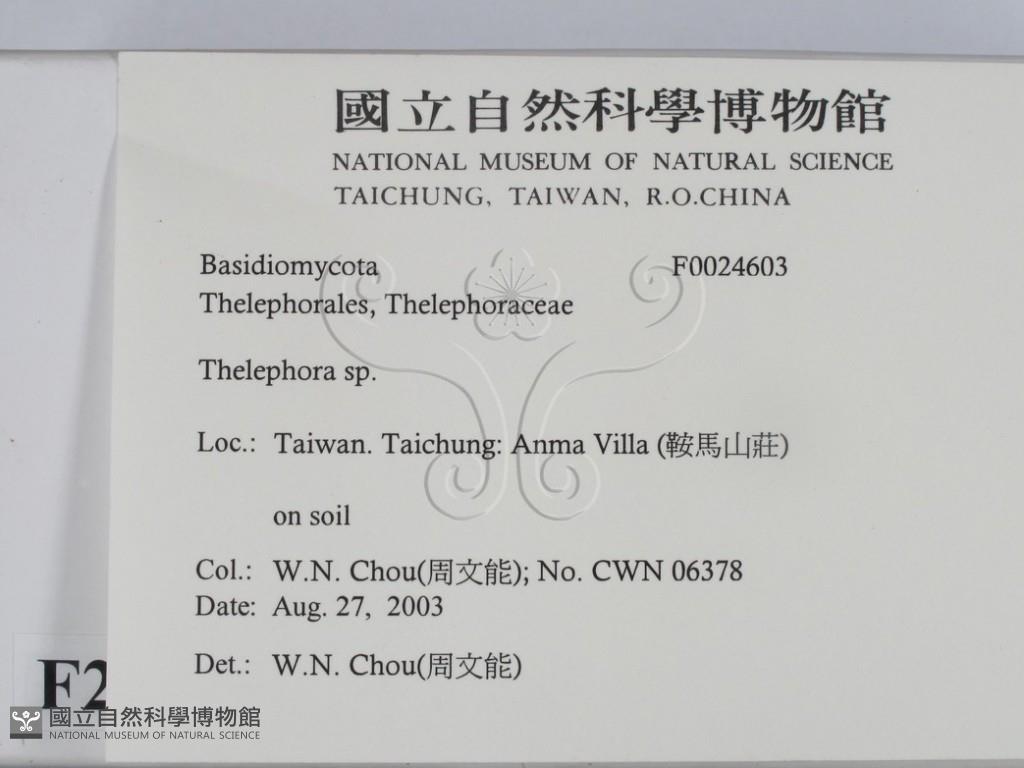 國立自然科學博物館
NATIONAL MUSEUM OF NATURAL SCIENCE
TAICHUNG, TAIWAN, R.O.CHINA
Basidiomycota F0024603
Thelephorales, Thelephoraceae
Thelephora sp.
Loc.: Taiwan. Taichung: Anma Villa (鞍馬山莊)
on soil
Col.: W.N. Chou(周文能); No. CWN 06378
Date: Aug. 27, 2003
Det.: W.N. Chou(周文能)
F2
國立自然科學博物館
NATIONAL MUSEUM OF NATURAL SCIENCE